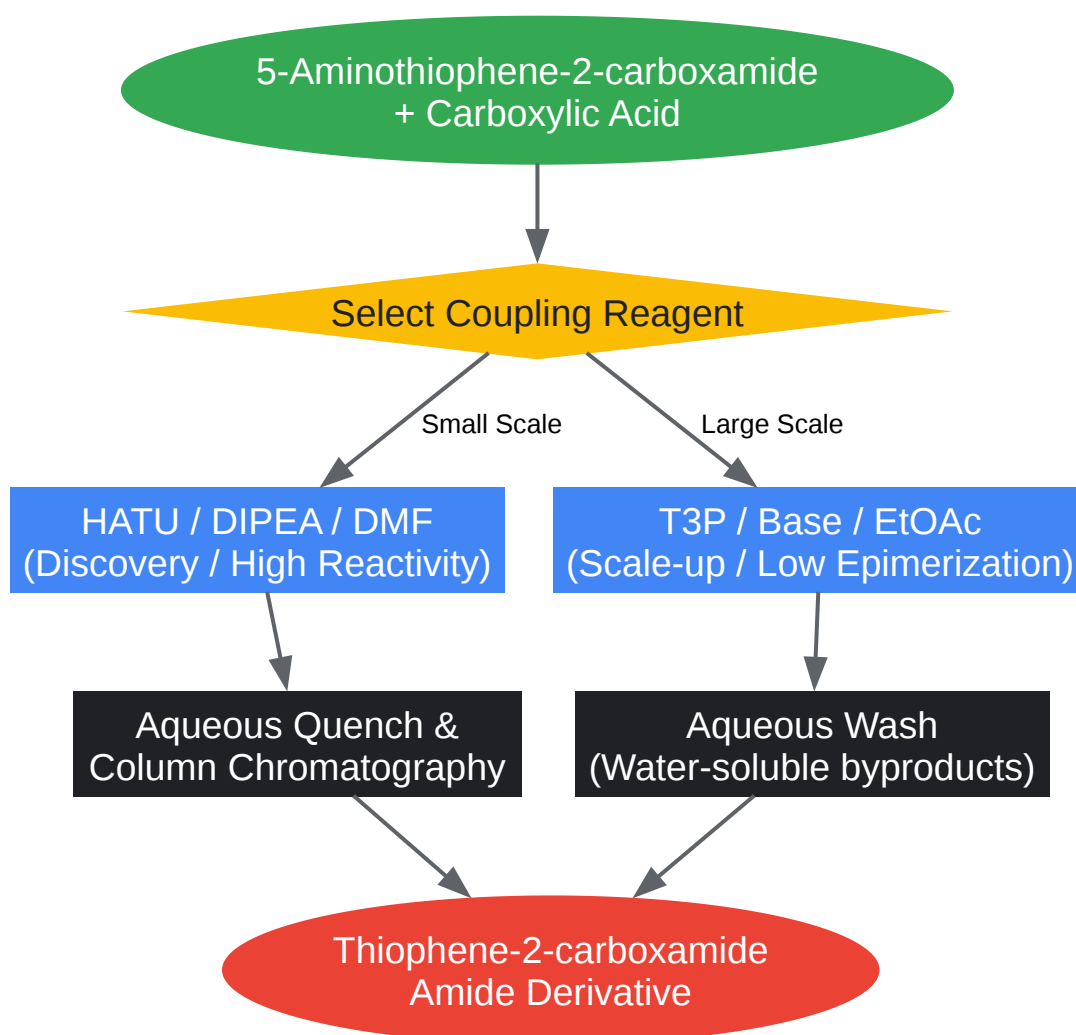 5-Aminothiophene-2-carboxamide
+ Carboxylic Acid
Select Coupling Reagent
Small Scale
Large Scale
HATU / DIPEA / DMF
(Discovery / High Reactivity)
T3P / Base / EtOAc
(Scale-up / Low Epimerization)
Aqueous Quench &
Column Chromatography
Aqueous Wash
(Water-soluble byproducts)
Thiophene-2-carboxamide
Amide Derivative